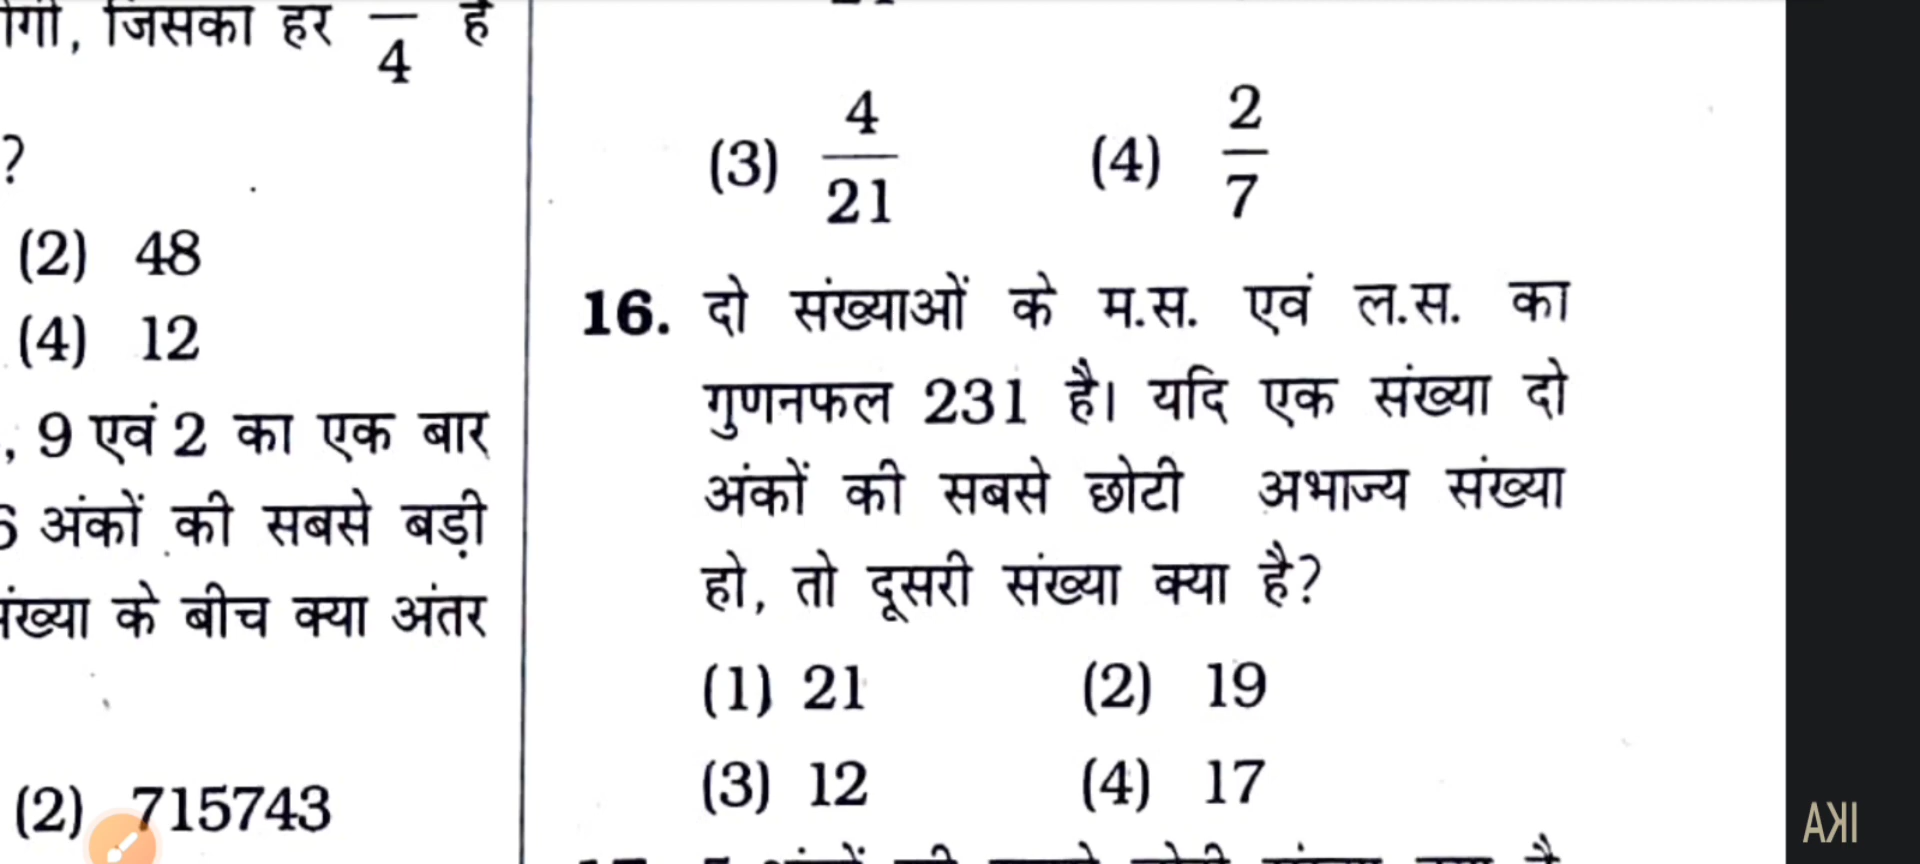 जिसका हर — है
4
?
(2) 48
(4) 12
, 9 एवं 2 का एक बार
अंकों की सबसे बड़ी
संख्या के बीच क्या अंतर
(2) 715743
(3) 4/21 (4) 2/7
16. दो संख्याओं के म.स. एवं ल.स. का
गुणनफल 231 है। यदि एक संख्या दो
अंकों की सबसे छोटी अभाज्य संख्या
हो, तो दूसरी संख्या क्या है?
(1) 21 (2) 19
(3) 12 (4) 17